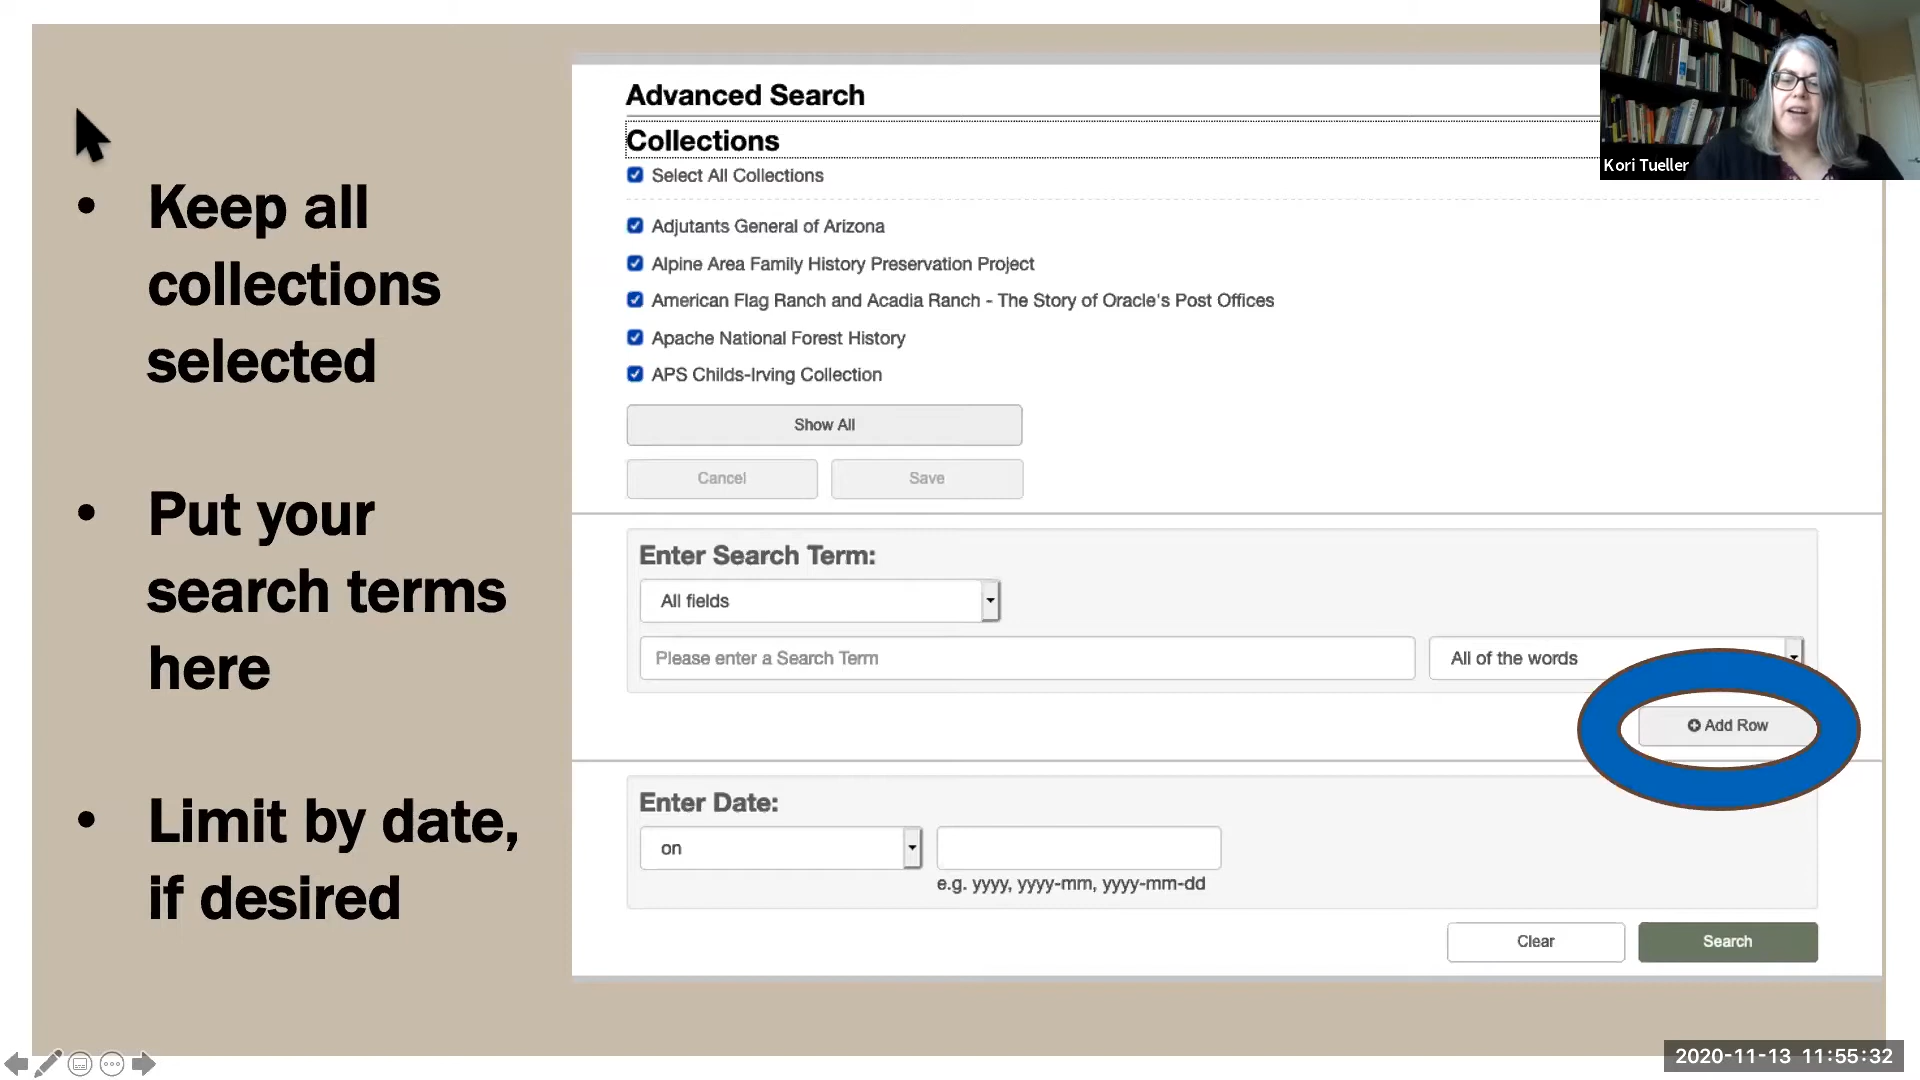 Keep all
collections
selected
Put your
search terms
here
Limit by date,
if desired
Advanced Search
Collections
Select All Collections
Adjutants General of Arizona
Alpine Area Family History Preservation Project
American Flag Ranch and Acadia Ranch - The Story of Oracle's Post Offices
Apache National Forest History
APS Childs-Irving Collection
Show All
Cancel Save
Enter Search Term:
All fields
Please enter a Search Term All of the words
Add Row
Enter Date:
on
e.g. yyyy, yyyy-mm, yyyy-mm-dd
Clear Search
Kori Tueller
2020-11-13 11:55:32